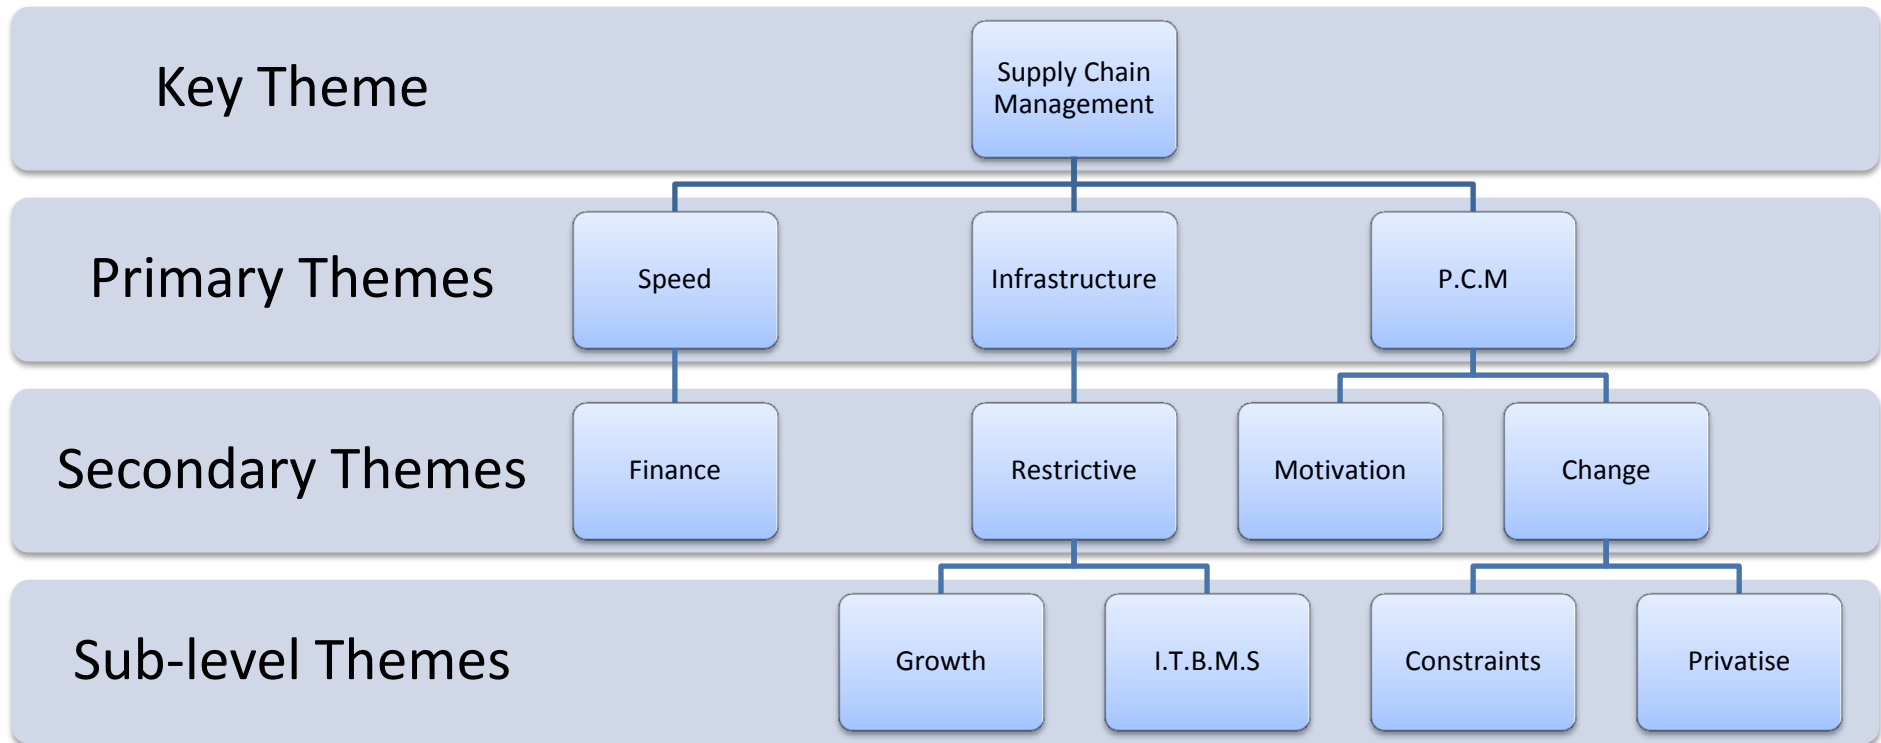 Key Theme
Supply Chain
Management
Primary Themes
Speed
Infrastructure
P.C.M
Secondary Themes
Finance
Restrictive
Motivation
Change
Sub-level Themes
Growth
I.T.B.M.S
Constraints
Privatise